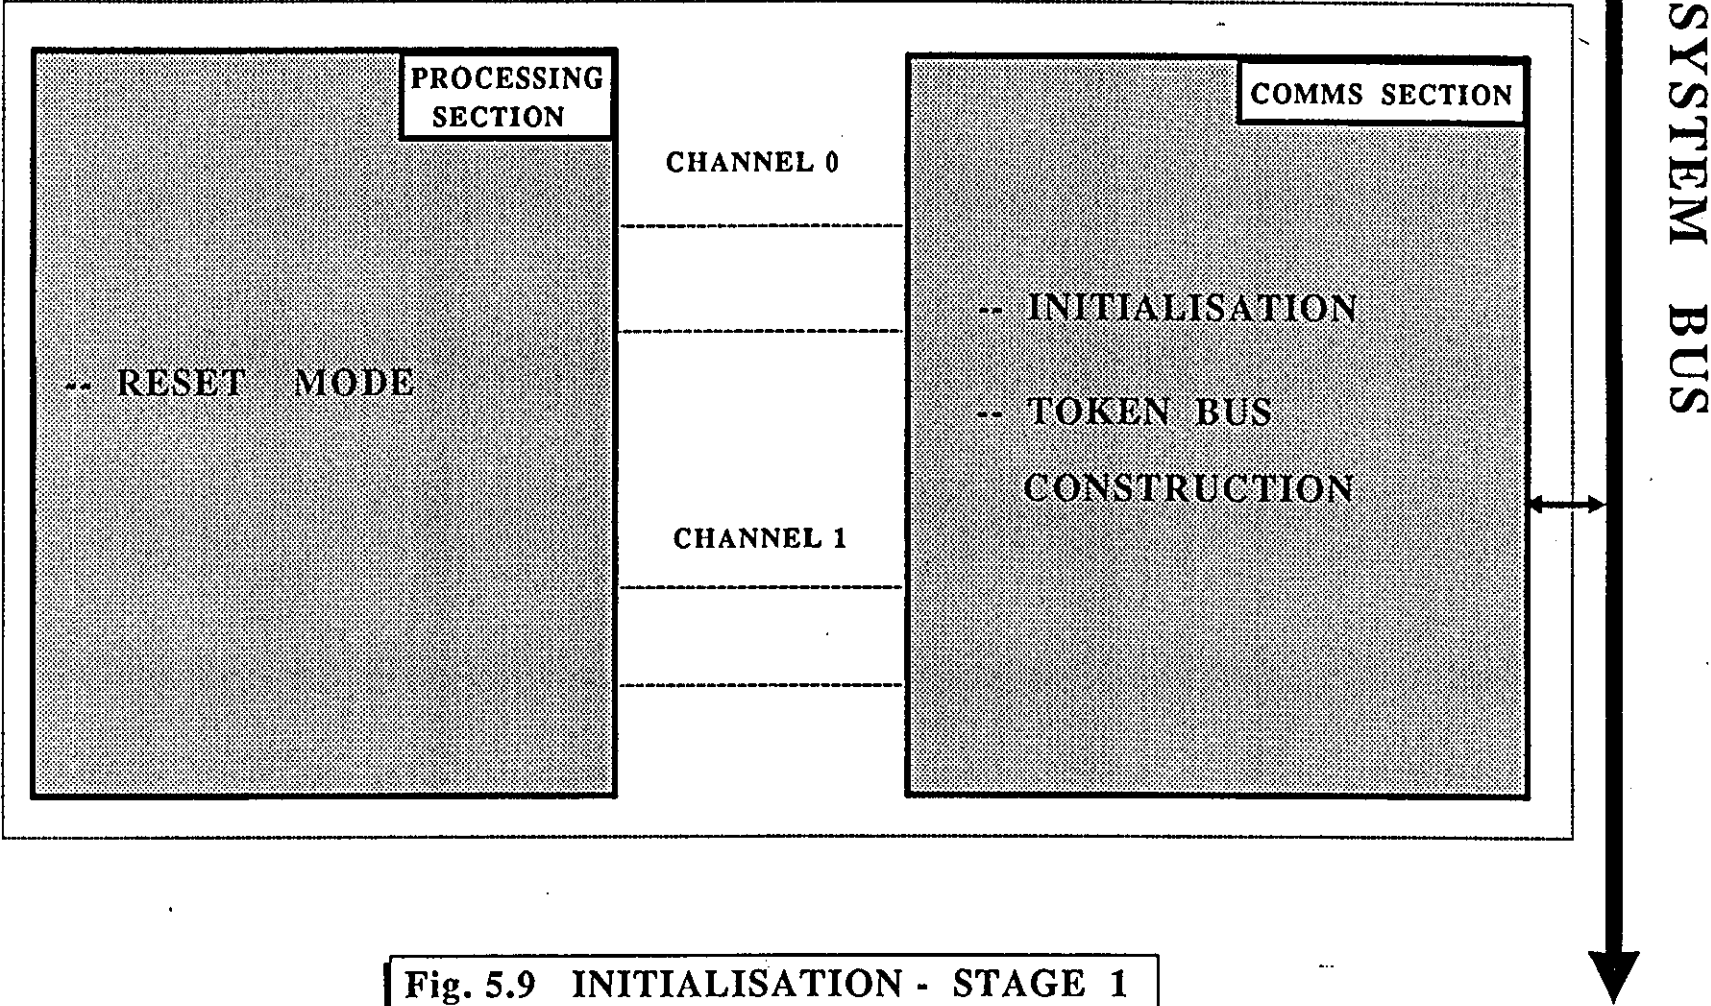 PROCESSING
SECTION
COMMS SECTION
CHANNEL 0
-- INITIALISATION
-- RESET MODE
-- TOKEN BUS
CONSTRUCTION
CHANNEL 1
SYSTEM BUS
Fig. 5.9 INITIALISATION - STAGE 1